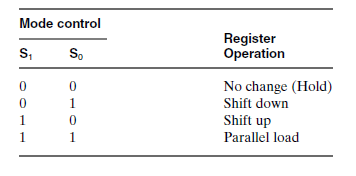 Mode control
Register
S₁ S₀ Operation
0 0 No change (Hold)
0 1 Shift down
1 0 Shift up
1 1 Parallel load